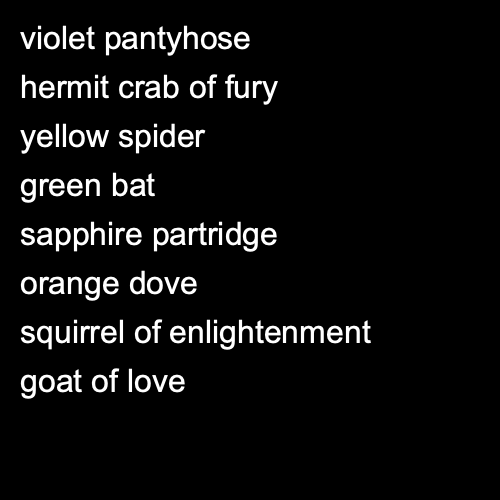 violet pantyhose
hermit crab of fury
yellow spider
green bat
sapphire partridge
orange dove
squirrel of enlightenment
goat of love